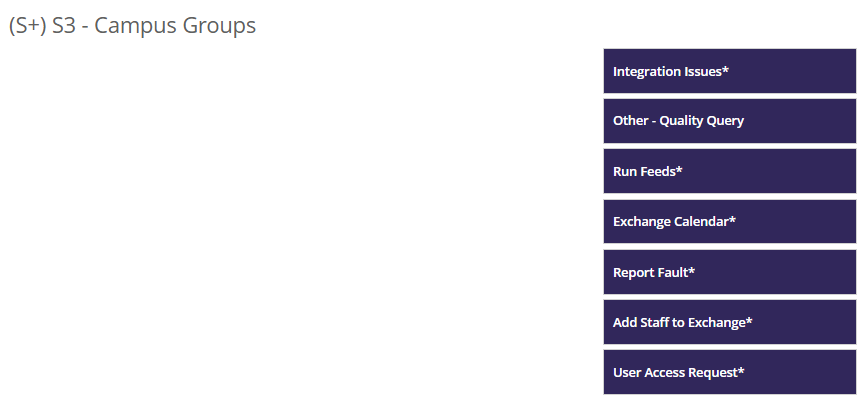 (S+) S3 - Campus Groups
Integration Issues*
Other - Quality Query
Run Feeds*
Exchange Calendar*
Report Fault*
Add Staff to Exchange*
User Access Request*